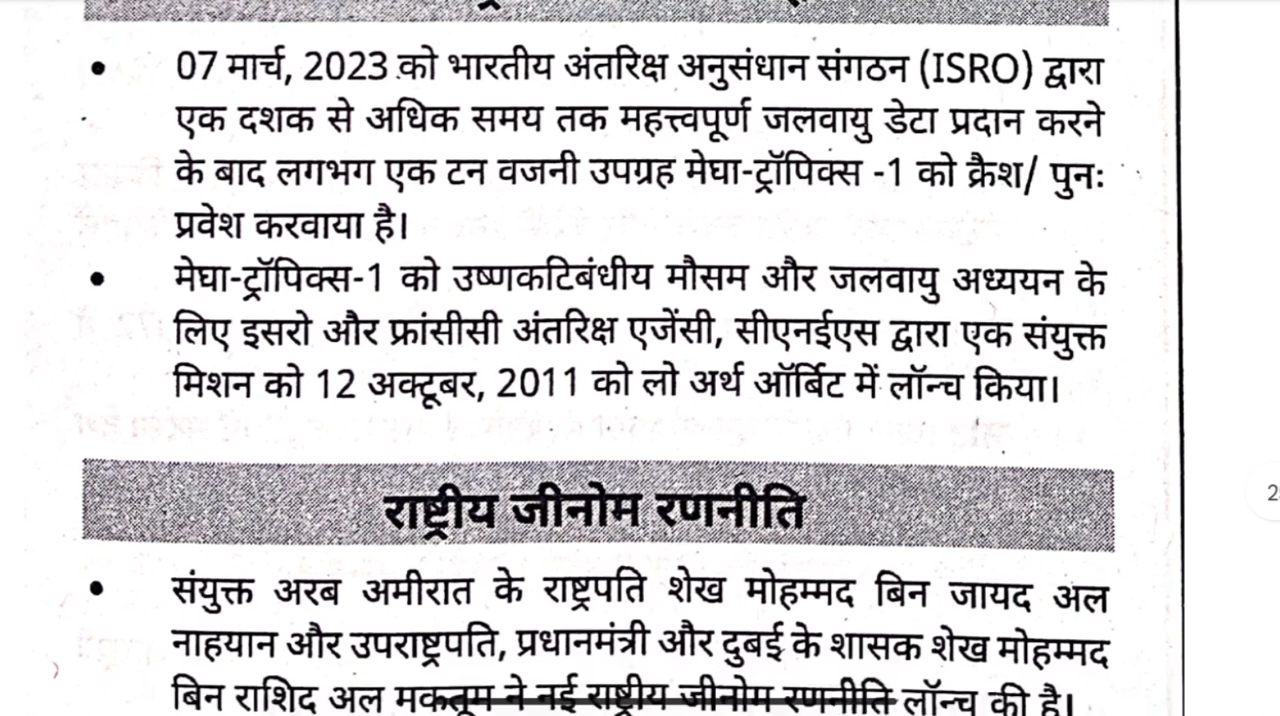 • 07 मार्च, 2023 को भारतीय अंतरिक्ष अनुसंधान संगठन (ISRO) द्वारा
एक दशक से अधिक समय तक महत्त्वपूर्ण जलवायु डेटा प्रदान करने
के बाद लगभग एक टन वजनी उपग्रह मेघा-ट्रॉपिक्स -1 को क्रैश/ पुनः
प्रवेश करवाया है।
• मेघा-ट्रॉपिक्स-1 को उष्णकटिबंधीय मौसम और जलवायु अध्ययन के
लिए इसरो और फ्रांसीसी अंतरिक्ष एजेंसी, सीएनईएस द्वारा एक संयुक्त
मिशन को 12 अक्टूबर, 2011 को लो अर्थ ऑर्बिट में लॉन्च किया।
राष्ट्रीय जीनोम रणनीति
• संयुक्त अरब अमीरात के राष्ट्रपति शेख मोहम्मद बिन जायद अल
नाहयान और उपराष्ट्रपति, प्रधानमंत्री और दुबई के शासक शेख मोहम्मद
बिन राशिद अल मकतूम ने नई राष्ट्रीय जीनोम रणनीति लॉन्च की है।